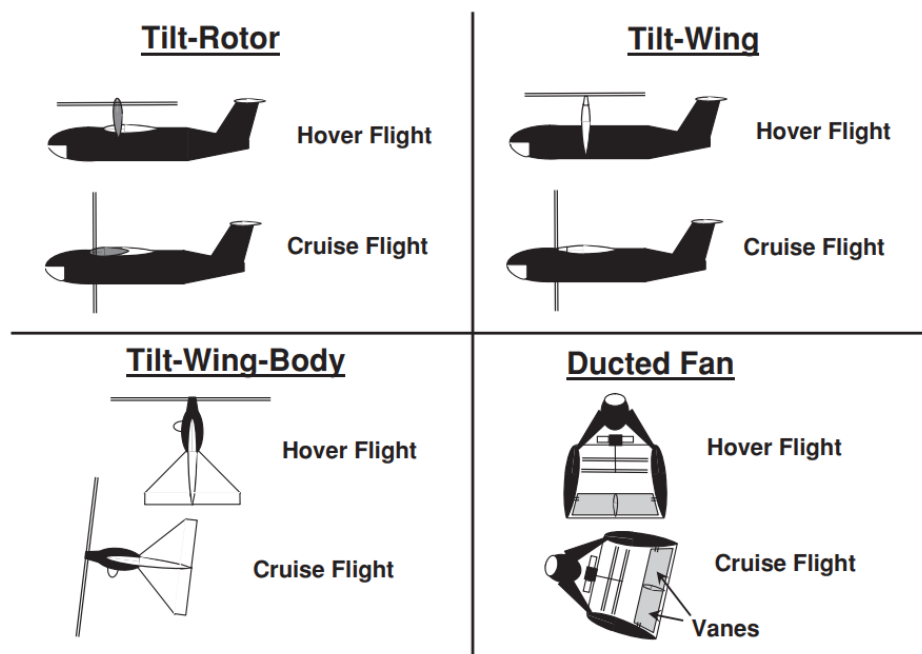 Tilt-Rotor
Hover Flight
Cruise Flight
Tilt-Wing
Hover Flight
Cruise Flight
Tilt-Wing-Body
Hover Flight
Cruise Flight
Ducted Fan
Hover Flight
Cruise Flight
Vanes